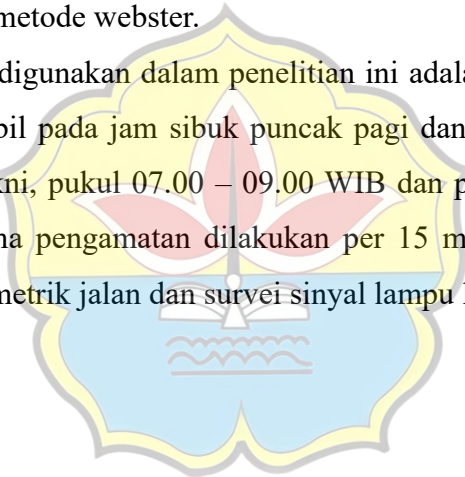 metode webster.
digunakan dalam penelitian ini adala
bil pada jam sibuk puncak pagi dan
kni, pukul 07.00 – 09.00 WIB dan p
na pengamatan dilakukan per 15 m
metrik jalan dan survei sinyal lampu l